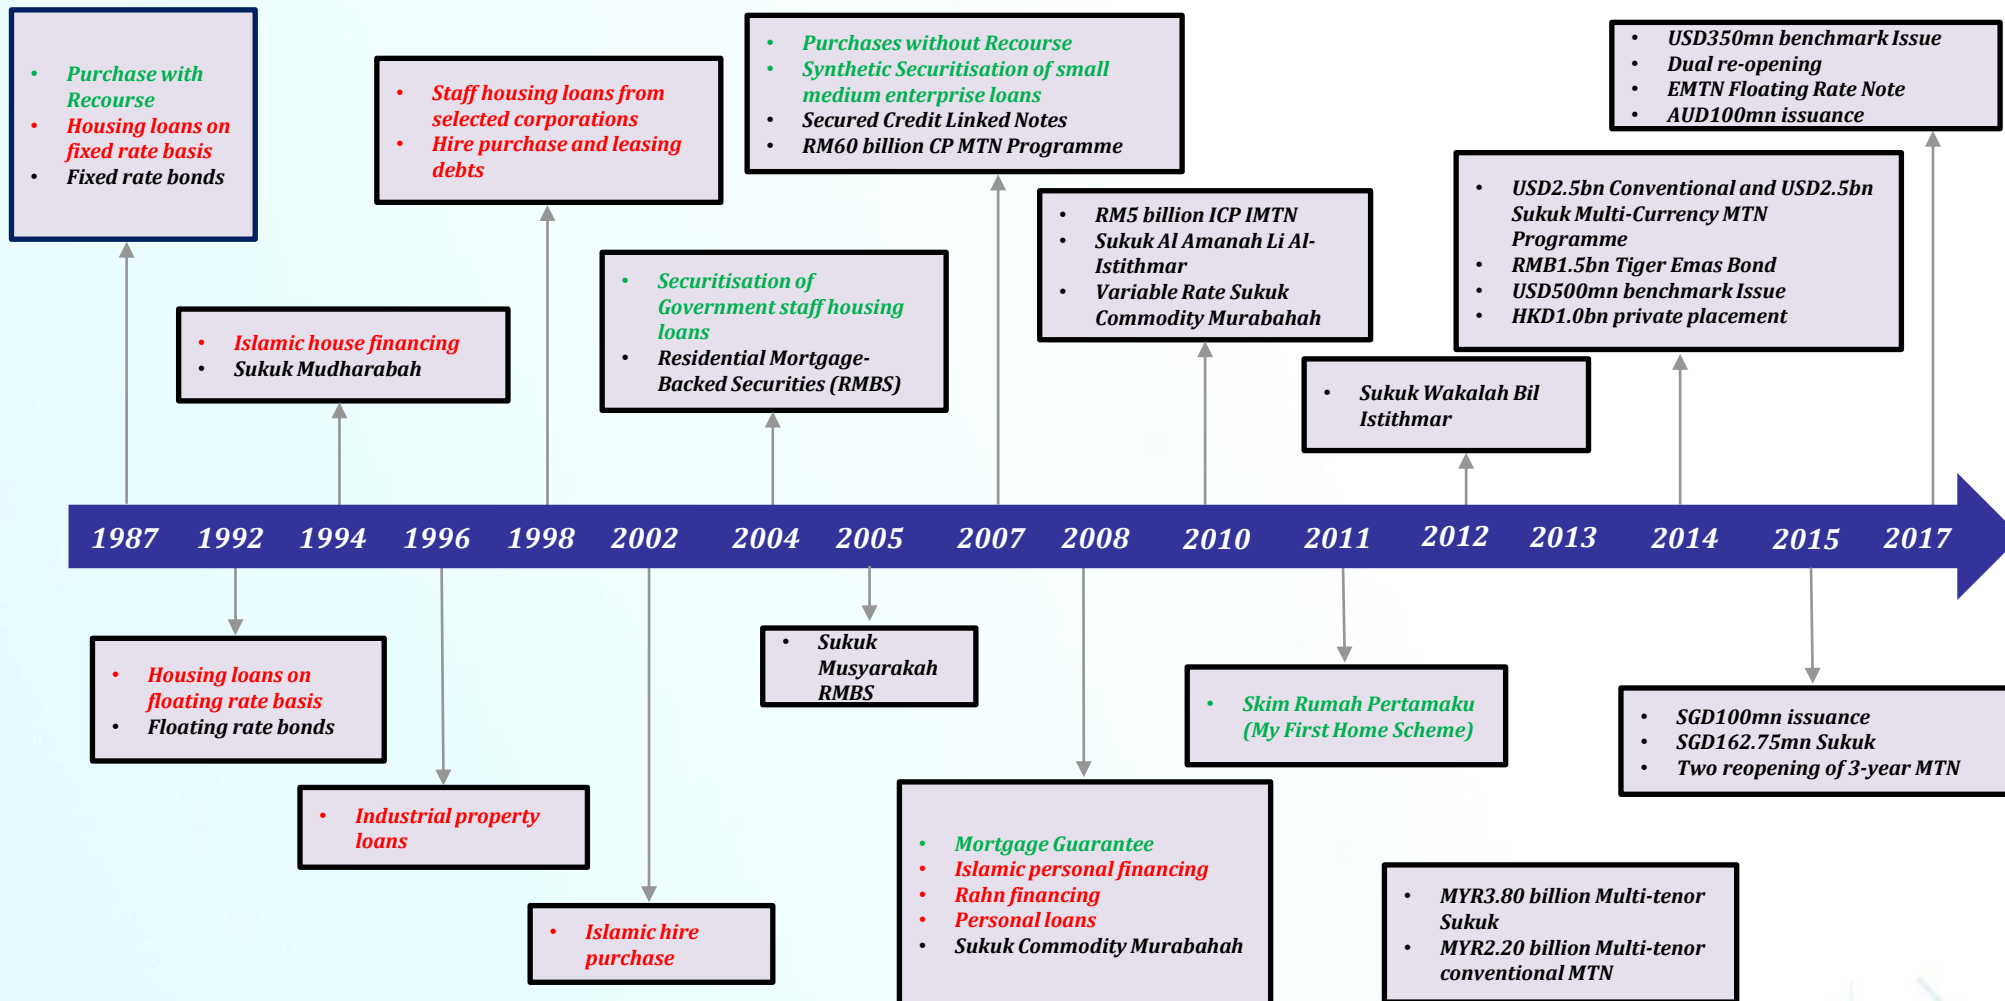 • Purchase with
Recourse
• Housing loans on
fixed rate basis
• Fixed rate bonds
• Islamic house financing
• Sukuk Mudharabah
• Staff housing loans from
selected corporations
• Hire purchase and leasing
debts
• Securitisation of
Government staff housing
loans
• Residential Mortgage-
Backed Securities (RMBS)
• Purchases without Recourse
• Synthetic Securitisation of small
medium enterprise loans
• Secured Credit Linked Notes
• RM60 billion CP MTN Programme
• RM5 billion ICP IMTN
• Sukuk Al Amanah Li Al-
Istithmar
• Variable Rate Sukuk
Commodity Murabahah
• Sukuk Wakalah Bil
Istithmar
• USD2.5bn Conventional and USD2.5bn
Sukuk Multi-Currency MTN
Programme
• RMB1.5bn Tiger Emas Bond
• USD500mn benchmark Issue
• HKD1.0bn private placement
• USD350mn benchmark Issue
• Dual re-opening
• EMTN Floating Rate Note
• AUD100mn issuance
1987 1992 1994 1996 1998 2002 2004 2005 2007 2008 2010 2011 2012 2013 2014 2015 2017
• Housing loans on
floating rate basis
• Floating rate bonds
• Industrial property
loans
• Islamic hire
purchase
• Sukuk
Musyarakah
RMBS
• Mortgage Guarantee
• Islamic personal financing
• Rahn financing
• Personal loans
• Sukuk Commodity Murabahah
• Skim Rumah Pertamaku
(My First Home Scheme)
• MYR3.80 billion Multi-tenor
Sukuk
• MYR2.20 billion Multi-tenor
conventional MTN
• SGD100mn issuance
• SGD162.75mn Sukuk
• Two reopening of 3-year MTN